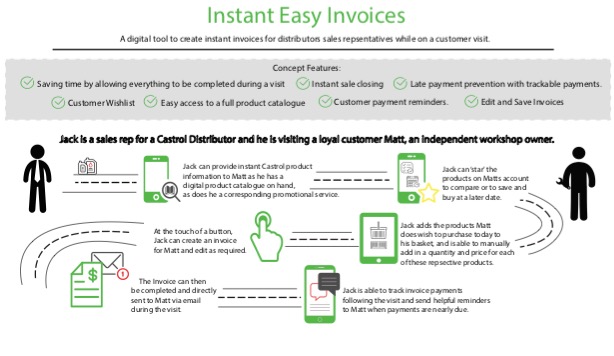 Instant Easy Invoices
A digital tool to create instant invoices for distributors sales repsentatives while on a customer visit.
Concept Features:
Saving time by allowing everything to be completed during a visit
Instant sale closing
Late payment prevention with trackable payments.
Customer Wishlist
Easy access to a full product catalogue
Customer payment reminders.
Edit and Save Invoices
Jack is a sales rep for a Castrol Distributor and he is visiting a loyal customer Matt, an independent workshop owner.
Jack can provide instant Castrol product
information to Matt as he has a
digital product catalogue on hand,
as does he a corresponding promotional service.
Jack can 'star' the
products on Matts account
to compare or to save and
buy at a later date.
At the touch of a button,
Jack can create an invoice
for Matt and edit as required.
Jack adds the products Matt
does wish to purchase today to
his basket, and is able to manually
add in a quantity and price for each
of these repsective products.
The Invoice can then
be completed and directly
sent to Matt via email
during the visit.
$
Jack is able to track invoice payments
following the visit and send helpful reminders
to Matt when payments are nearly due.